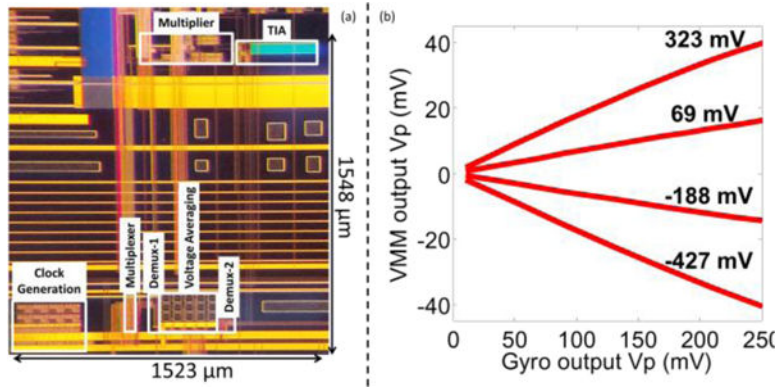 (a)
Multiplier
TIA
1548 µm
Multiplexer
Demux-1
Voltage Averaging
Demux-2
Clock
Generation
1523 µm
(b)
VMM output Vp (mV)
40
20
0
-20
-40
323 mV
69 mV
-188 mV
-427 mV
0
50
100
150
200
250
Gyro output Vp (mV)